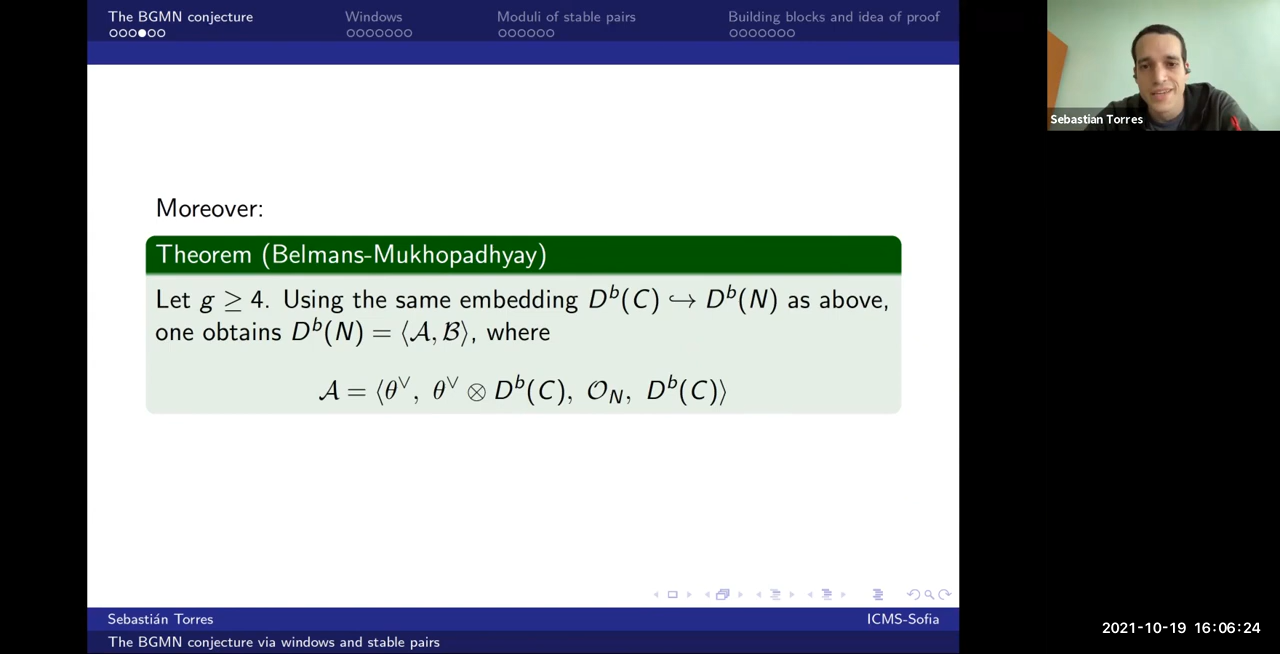 The BGMN conjecture
Windows
Moduli of stable pairs
Building blocks and idea of proof
Sebastian Torres
Moreover:
Theorem (Belmans-Mukhopadhyay)
Let g ≥ 4. Using the same embedding D^b(C) ↪ D^b(N) as above,
one obtains D^b(N) = ⟨𝒜, ℬ⟩, where
𝒜 = ⟨θ^∨, θ^∨ ⊗ D^b(C), 𝒪_N, D^b(C)⟩
Sebastián Torres
ICMS-Sofia
The BGMN conjecture via windows and stable pairs
2021-10-19 16:06:24